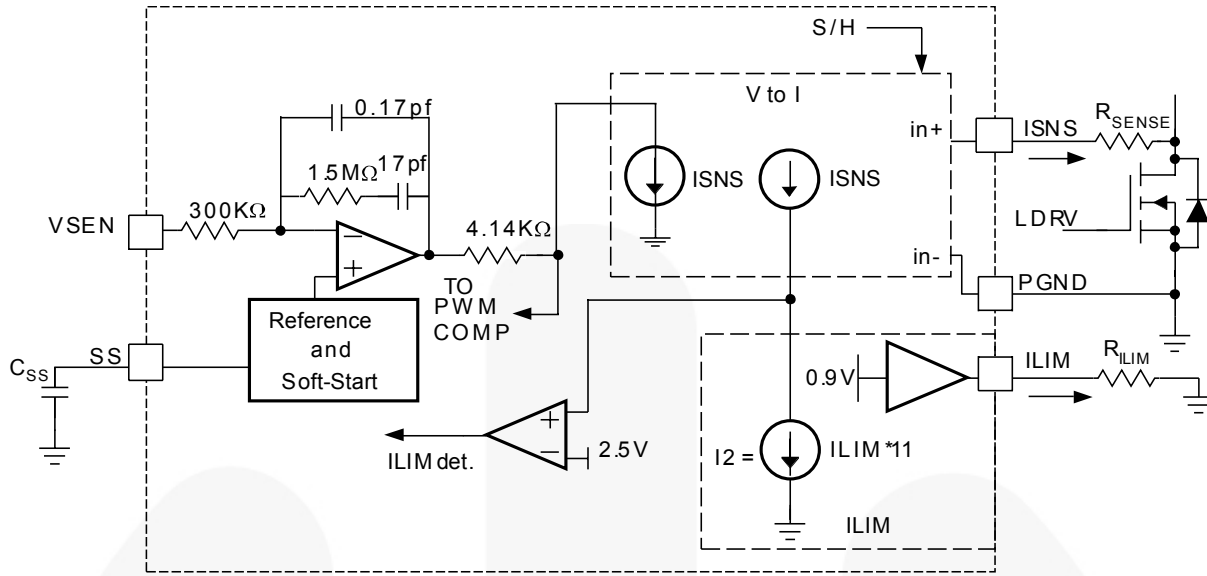 S/H
0.17pf
V to I
1.5MΩ
17pf
in+
ISNS
RSENSE
VSEN
300KΩ
ISNS
ISNS
LDRV
−
+
4.14KΩ
in-
PGND
TO
PWM
COMP
Reference
and
Soft-Start
SS
CSS
0.9V
ILIM
RILIM
+
−
2.5V
ILIM det.
I2 =
ILIM*11
ILIM